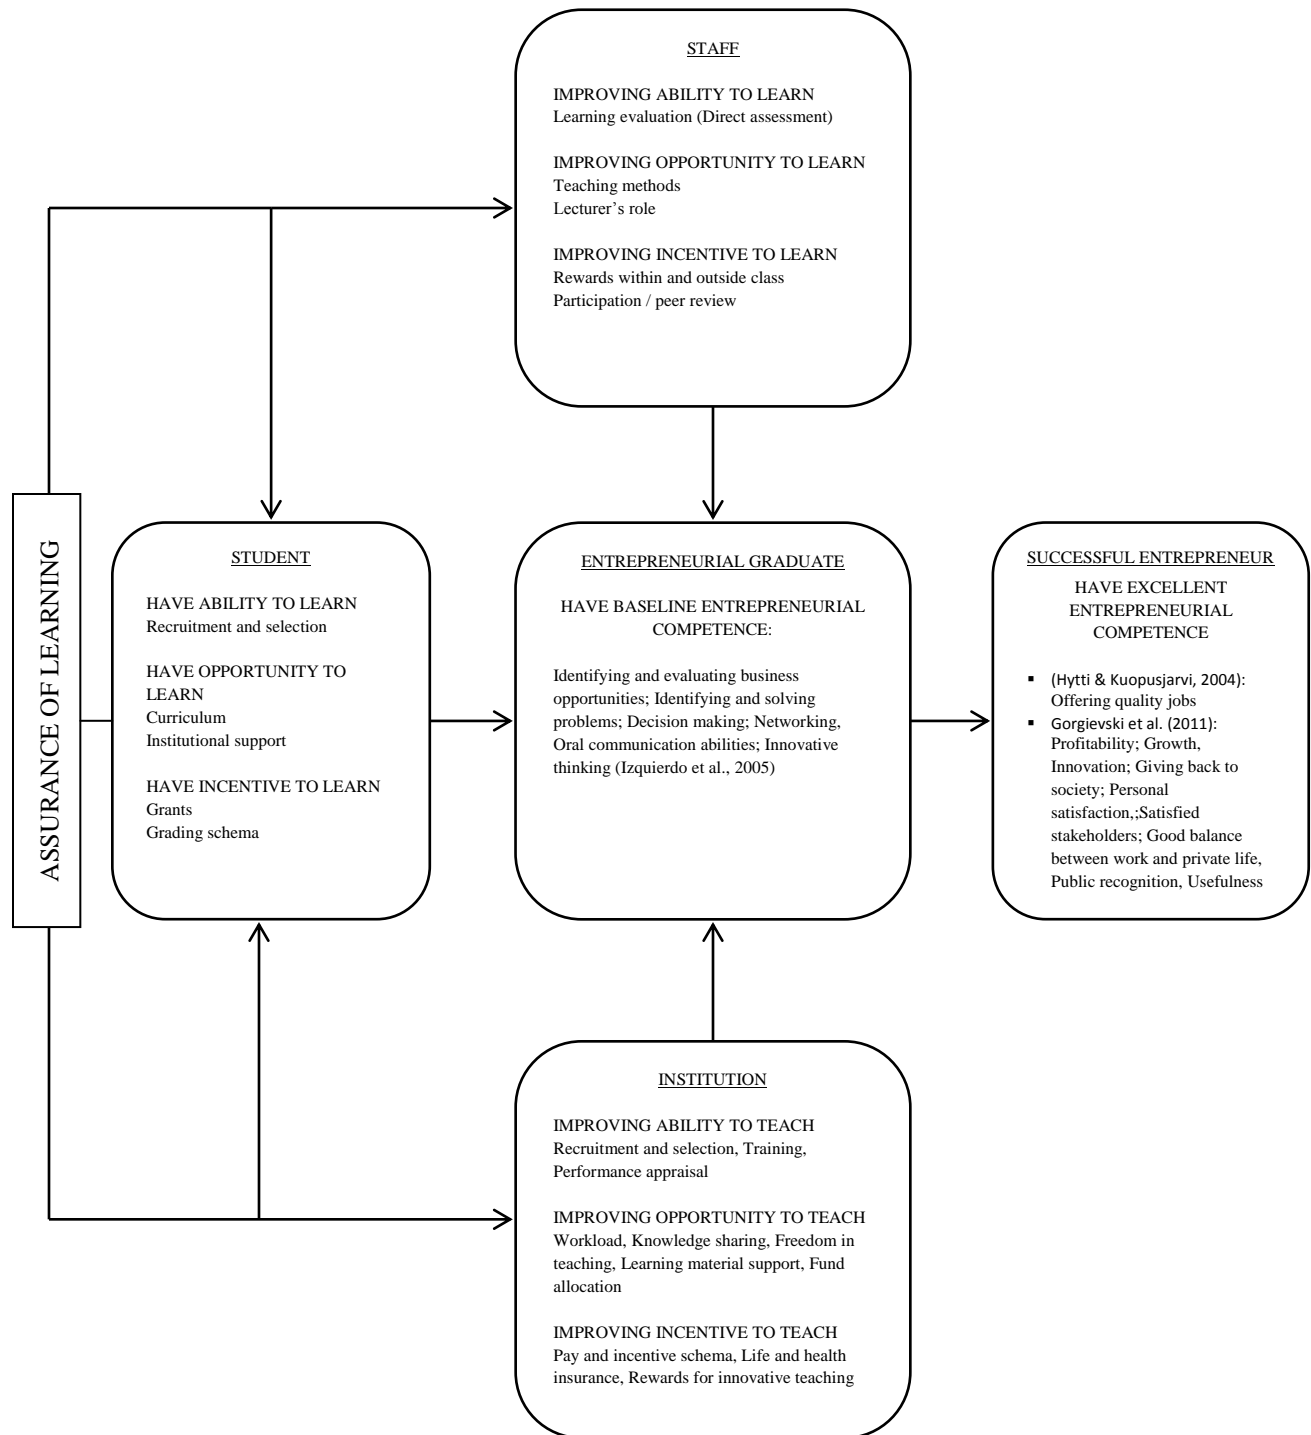 STAFF
IMPROVING ABILITY TO LEARN
Learning evaluation (Direct assessment)
IMPROVING OPPORTUNITY TO LEARN
Teaching methods
Lecturer’s role
IMPROVING INCENTIVE TO LEARN
Rewards within and outside class
Participation / peer review
ASSURANCE OF LEARNING
STUDENT
HAVE ABILITY TO LEARN
Recruitment and selection
HAVE OPPORTUNITY TO
LEARN
Curriculum
Institutional support
HAVE INCENTIVE TO LEARN
Grants
Grading schema
ENTREPRENEURIAL GRADUATE
HAVE BASELINE ENTREPRENEURIAL
COMPETENCE:
Identifying and evaluating business
opportunities; Identifying and solving
problems; Decision making; Networking,
Oral communication abilities; Innovative
thinking (Izquierdo et al., 2005)
SUCCESSFUL ENTREPRENEUR
HAVE EXCELLENT
ENTREPRENEURIAL
COMPETENCE
▪ (Hytti & Kuopusjarvi, 2004):
Offering quality jobs
▪ Gorgievski et al. (2011):
Profitability; Growth,
Innovation; Giving back to
society; Personal
satisfaction,;Satisfied
stakeholders; Good balance
between work and private life,
Public recognition, Usefulness
INSTITUTION
IMPROVING ABILITY TO TEACH
Recruitment and selection, Training,
Performance appraisal
IMPROVING OPPORTUNITY TO TEACH
Workload, Knowledge sharing, Freedom in
teaching, Learning material support, Fund
allocation
IMPROVING INCENTIVE TO TEACH
Pay and incentive schema, Life and health
insurance, Rewards for innovative teaching